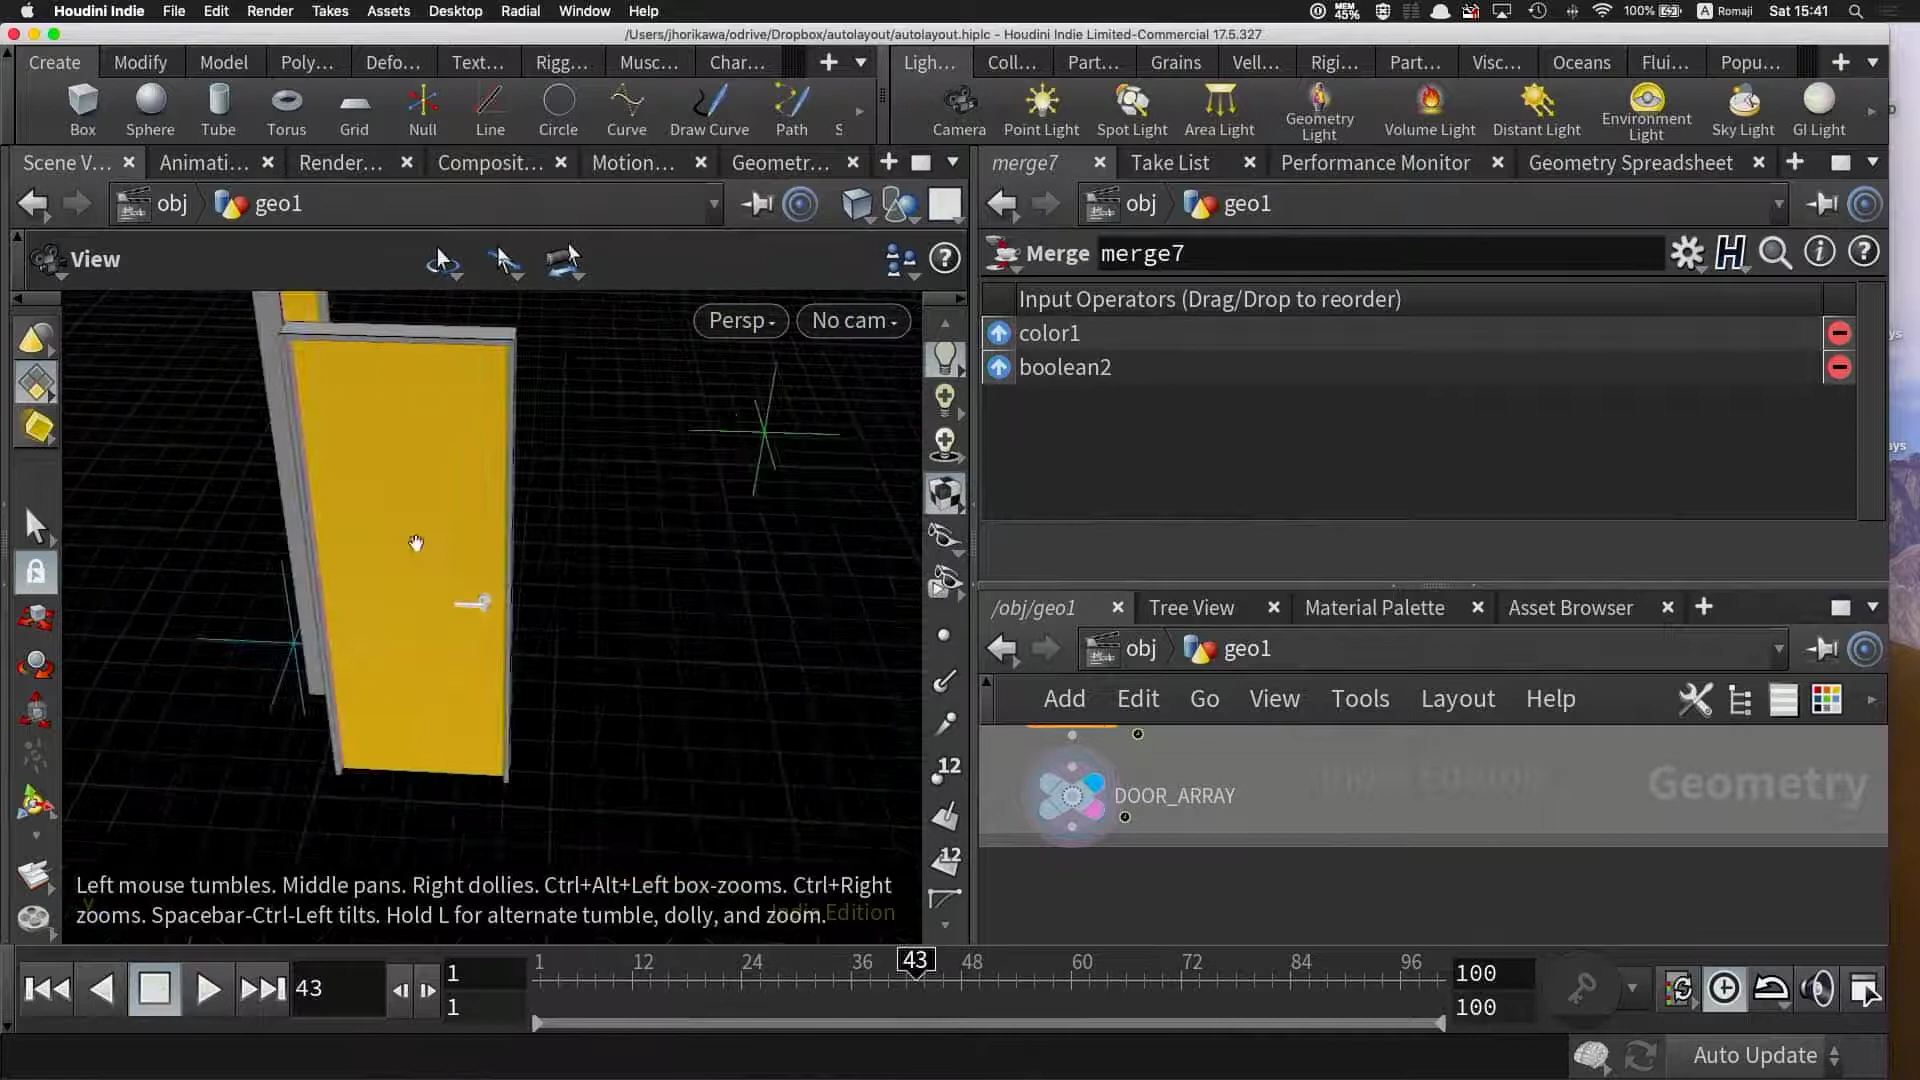 Houdini Indie File Edit Render Takes Assets Desktop Radial Window Help MEM 45% 100% A Romaji Sat 15:41
/Users/jhorikawa/odrive/Dropbox/autolayout/autolayout.hiplc - Houdini Indie Limited-Commercial 17.5.327
Create Modify Model Poly... Defo... Text... Rigg... Musc... Char... Ligh... Coll... Part... Grains Vell... Rigi... Part... Visc... Oceans Flui... Popu...
Box Sphere Tube Torus Grid Null Line Circle Curve Draw Curve Path S
Camera Point Light Spot Light Area Light Geometry Light Volume Light Distant Light Environment Light Sky Light GI Light
Scene V... Animati... Render... Composit... Motion... Geometr...
merge7 Take List Performance Monitor Geometry Spreadsheet
obj geo1
obj geo1
View
Merge merge7
Persp No cam
Input Operators (Drag/Drop to reorder)
color1
boolean2
/obj/geo1 Tree View Material Palette Asset Browser
obj geo1
Add Edit Go View Tools Layout Help
Indie Edition Geometry
DOOR_ARRAY
12
12
Left mouse tumbles. Middle pans. Right dollies. Ctrl+Alt+Left box-zooms. Ctrl+Right
zooms. Spacebar-Ctrl-Left tilts. Hold L for alternate tumble, dolly, and zoom.
Indie Edition
y
43 1 1 12 24 36 43 48 60 72 84 96 100
1 100
Auto Update